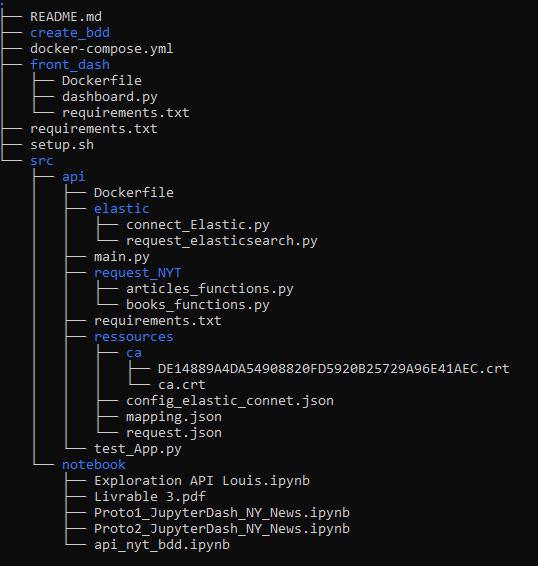 .
├── README.md
├── create_bdd
├── docker-compose.yml
├── front_dash
│   ├── Dockerfile
│   ├── dashboard.py
│   └── requirements.txt
├── requirements.txt
├── setup.sh
└── src
    ├── api
    │   ├── Dockerfile
    │   ├── elastic
    │   │   ├── connect_Elastic.py
    │   │   └── request_elasticsearch.py
    │   ├── main.py
    │   ├── request_NYT
    │   │   ├── articles_functions.py
    │   │   └── books_functions.py
    │   ├── requirements.txt
    │   ├── ressources
    │   │   ├── ca
    │   │   │   ├── DE14889A4DA54908820FD5920B25729A96E41AEC.crt
    │   │   │   └── ca.crt
    │   │   ├── config_elastic_connet.json
    │   │   ├── mapping.json
    │   │   └── request.json
    │   └── test_App.py
    └── notebook
        ├── Exploration API Louis.ipynb
        ├── Livrable 3.pdf
        ├── Proto1_JupyterDash_NY_News.ipynb
        ├── Proto2_JupyterDash_NY_News.ipynb
        └── api_nyt_bdd.ipynb